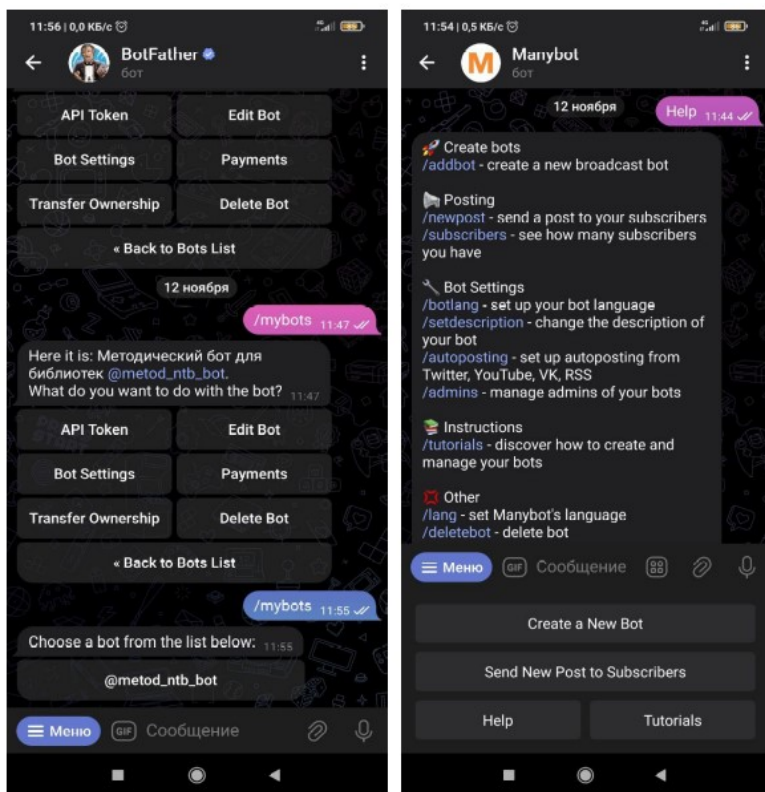 11:56 | 0,0 КБ/с
BotFather
бот
API Token
Edit Bot
Bot Settings
Payments
Transfer Ownership
Delete Bot
« Back to Bots List
12 ноября
/mybots 11:47
Here it is: Методический бот для
библиотек @metod_ntb_bot.
What do you want to do with the bot? 11:47
API Token
Edit Bot
Bot Settings
Payments
Transfer Ownership
Delete Bot
« Back to Bots List
/mybots 11:55
Choose a bot from the list below: 11:55
@metod_ntb_bot
Меню
GIF
Сообщение
11:54 | 0,5 КБ/с
M
Manybot
бот
12 ноября
Help 11:44
Create bots
/addbot - create a new broadcast bot
Posting
/newpost - send a post to your subscribers
/subscribers - see how many subscribers
you have
Bot Settings
/botlang - set up your bot language
/setdescription - change the description of
your bot
/autoposting - set up autoposting from
Twitter, YouTube, VK, RSS
/admins - manage admins of your bots
Instructions
/tutorials - discover how to create and
manage your bots
Other
/lang - set Manybot's language
/deletebot - delete bot
Меню
GIF
Сообщение
Create a New Bot
Send New Post to Subscribers
Help
Tutorials